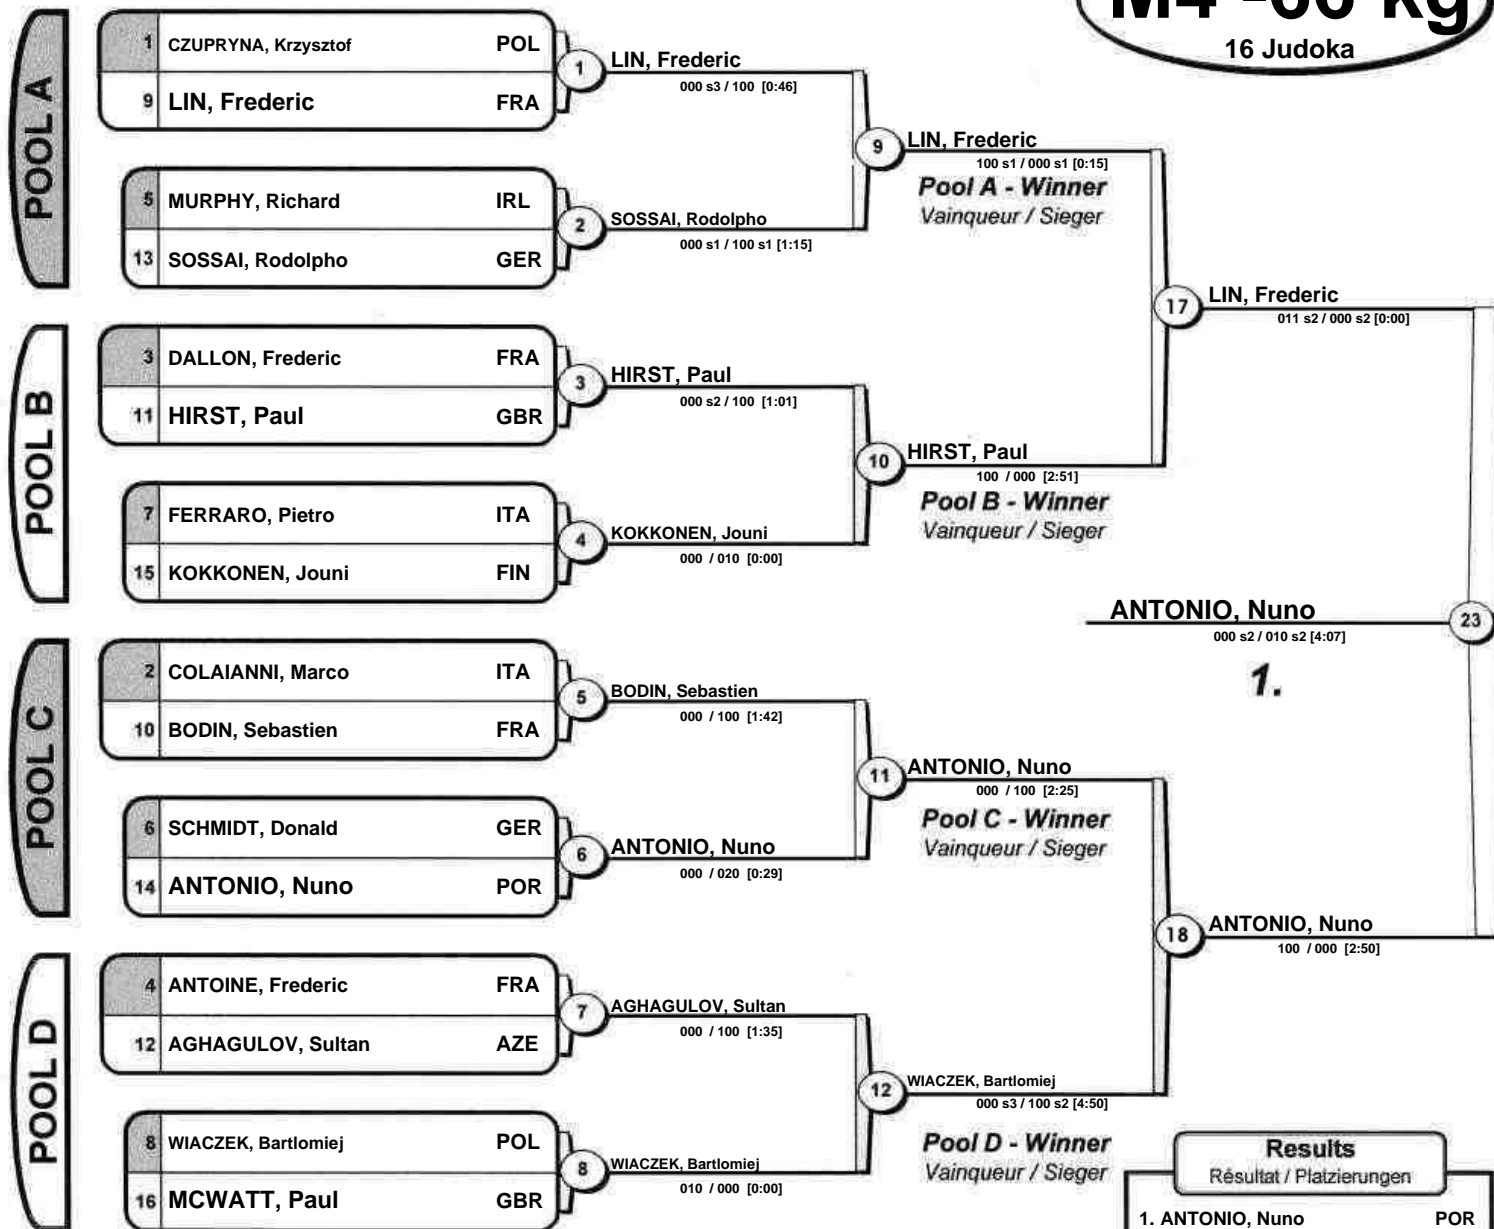 M4 -66 kg
16 Judoka
POOL A
1 CZUPRYNA, Krzysztof POL
9 LIN, Frederic FRA
1
LIN, Frederic
000 s3 / 100 [0:46]
5 MURPHY, Richard IRL
13 SOSSAI, Rodolpho GER
2
SOSSAI, Rodolpho
000 s1 / 100 s1 [1:15]
9
LIN, Frederic
100 s1 / 000 s1 [0:15]
Pool A - Winner
Vainqueur / Sieger
POOL B
3 DALLON, Frederic FRA
11 HIRST, Paul GBR
3
HIRST, Paul
000 s2 / 100 [1:01]
7 FERRARO, Pietro ITA
15 KOKKONEN, Jouni FIN
4
KOKKONEN, Jouni
000 / 010 [0:00]
10
HIRST, Paul
100 / 000 [2:51]
Pool B - Winner
Vainqueur / Sieger
17
LIN, Frederic
011 s2 / 000 s2 [0:00]
ANTONIO, Nuno
23
000 s2 / 010 s2 [4:07]
1.
POOL C
2 COLAIANNI, Marco ITA
10 BODIN, Sebastien FRA
5
BODIN, Sebastien
000 / 100 [1:42]
6 SCHMIDT, Donald GER
14 ANTONIO, Nuno POR
6
ANTONIO, Nuno
000 / 020 [0:29]
11
ANTONIO, Nuno
000 / 100 [2:25]
Pool C - Winner
Vainqueur / Sieger
18
ANTONIO, Nuno
100 / 000 [2:50]
POOL D
4 ANTOINE, Frederic FRA
12 AGHAGULOV, Sultan AZE
7
AGHAGULOV, Sultan
000 / 100 [1:35]
8 WIACZEK, Bartlomiej POL
16 MCWATT, Paul GBR
8
WIACZEK, Bartlomiej
010 / 000 [0:00]
12
WIACZEK, Bartlomiej
000 s3 / 100 s2 [4:50]
Pool D - Winner
Vainqueur / Sieger
Results
Résultat / Platzierungen
1. ANTONIO, Nuno POR